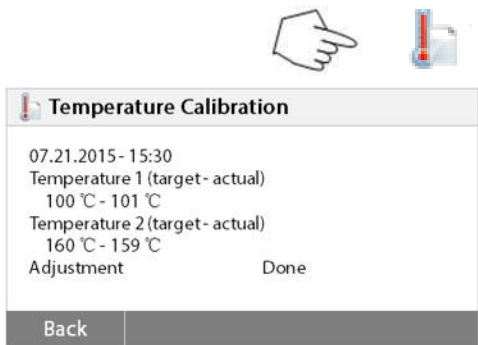 Temperature Calibration
07.21.2015 - 15:30
Temperature 1 (target - actual)
100 ℃ - 101 ℃
Temperature 2 (target - actual)
160 ℃ - 159 ℃
Adjustment Done
Back